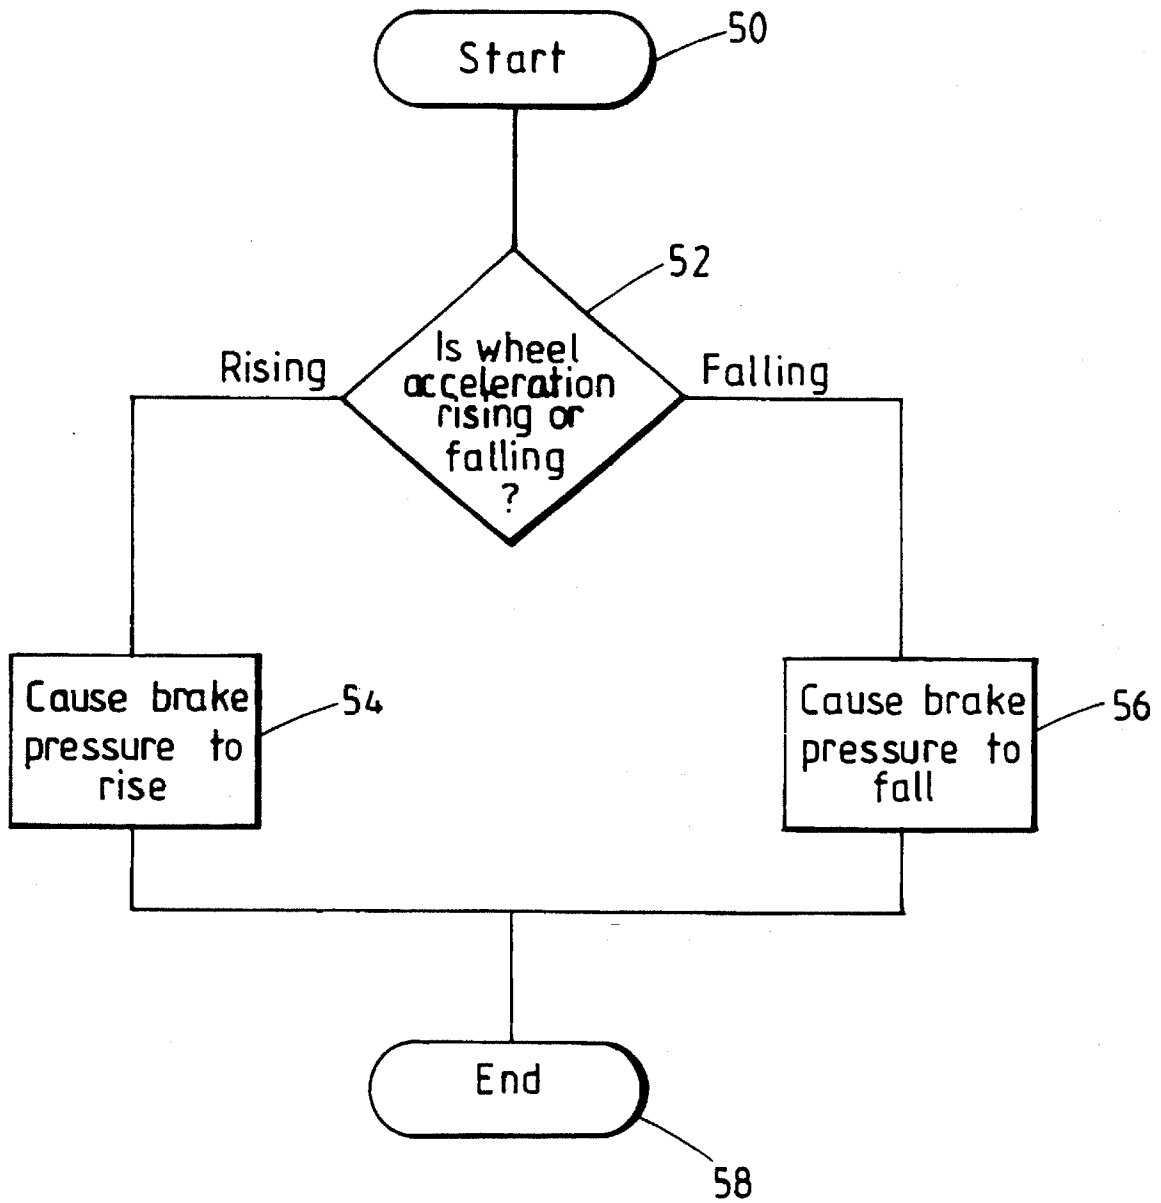 Start
50
52
Is wheel
acceleration
rising or
falling
?
Rising
Falling
Cause brake
pressure to
rise
54
Cause brake
pressure to
fall
56
End
58